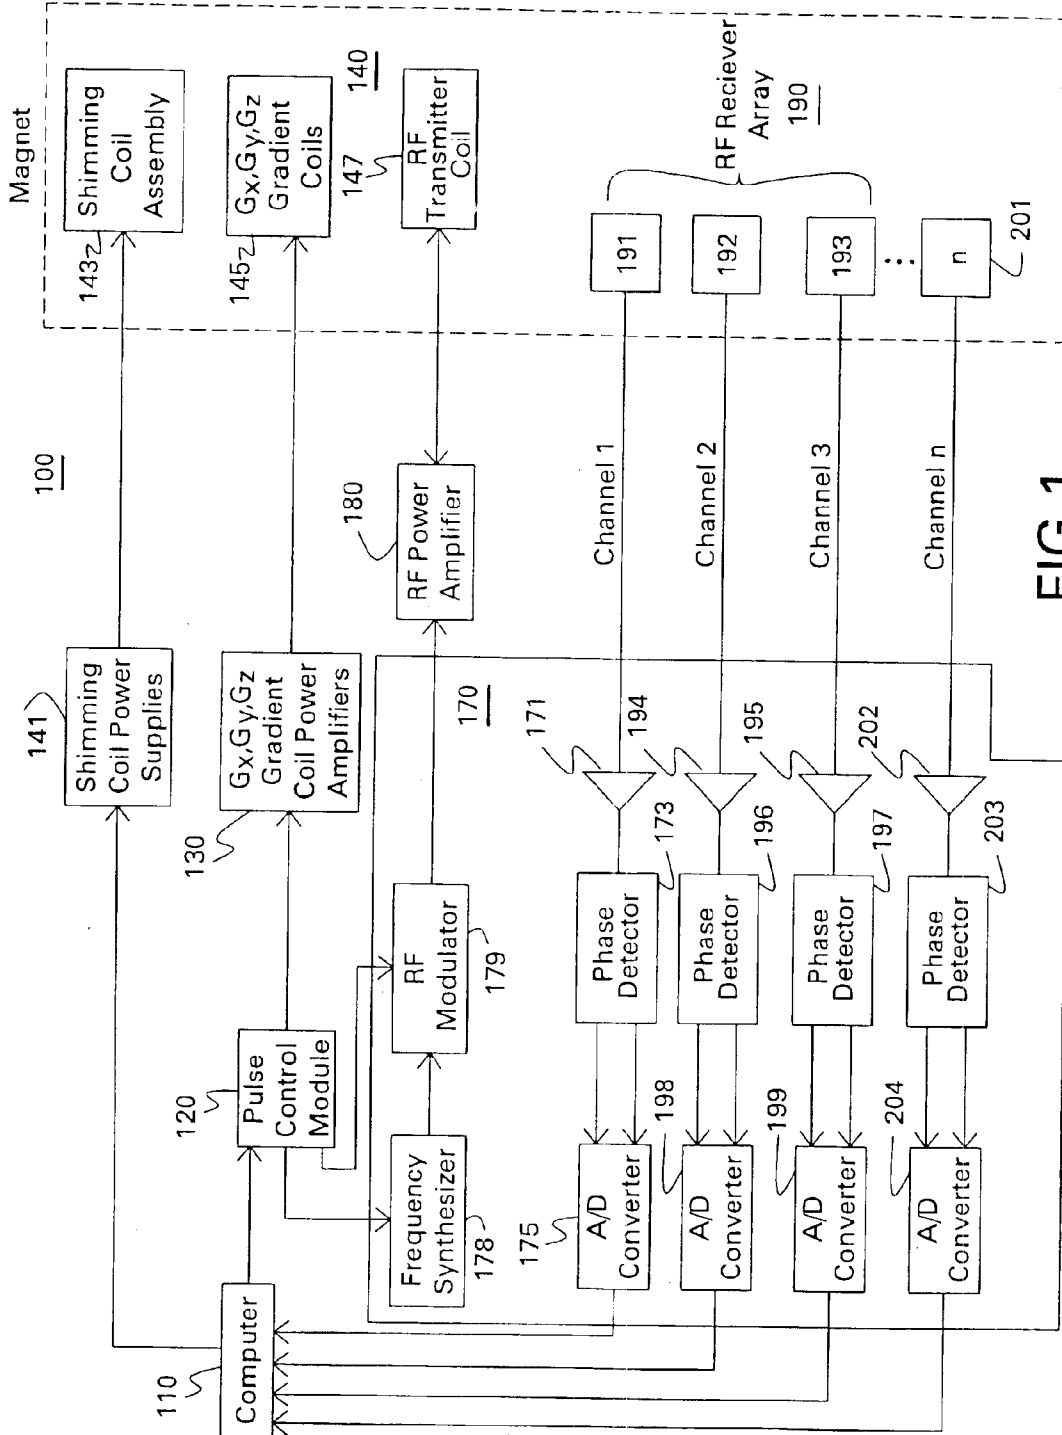 100
Magnet
110
Computer
120
Pulse
Control
Module
130
Gx,Gy,Gz
Gradient
Coil Power
Amplifiers
141
Shimming
Coil Power
Supplies
143
Shimming
Coil
Assembly
145
Gx,Gy,Gz
Gradient
Coils
140
147
RF
Transmitter
Coil
180
RF Power
Amplifier
170
RF
Modulator
179
Frequency
Synthesizer
178
175
A/D
Converter
Phase
Detector
173
171
Channel 1
191
198
A/D
Converter
Phase
Detector
196
194
Channel 2
192
199
A/D
Converter
Phase
Detector
197
195
Channel 3
193
204
A/D
Converter
Phase
Detector
203
202
Channel n
n
201
RF Reciever
Array
190
FIG.1